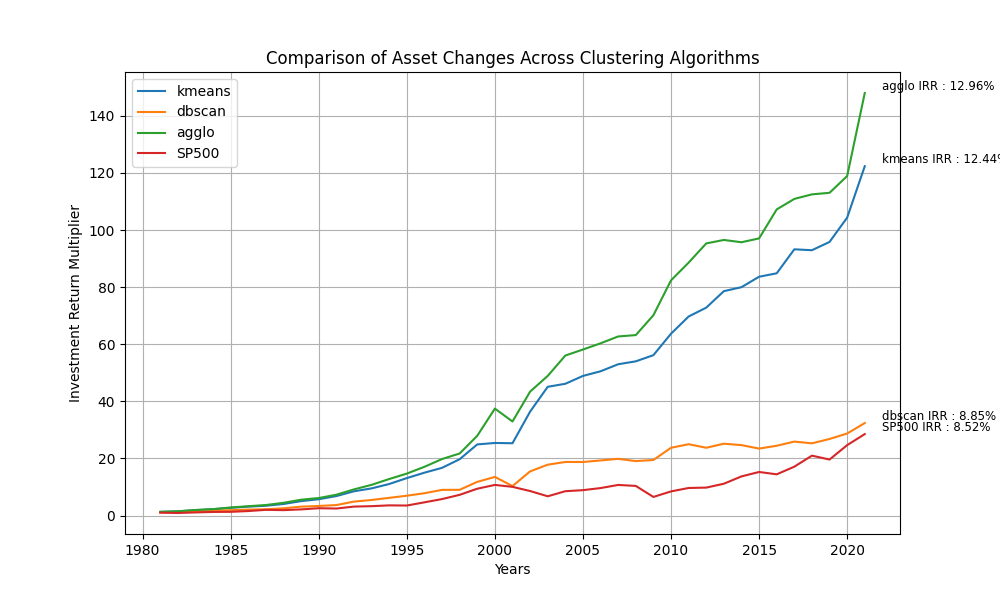 Comparison of Asset Changes Across Clustering Algorithms
kmeans
dbscan
agglo
SP500
agglo IRR : 12.96%
kmeans IRR : 12.44%
dbscan IRR : 8.85%
SP500 IRR : 8.52%
Investment Return Multiplier
140
120
100
80
60
40
20
0
1980 1985 1990 1995 2000 2005 2010 2015 2020
Years